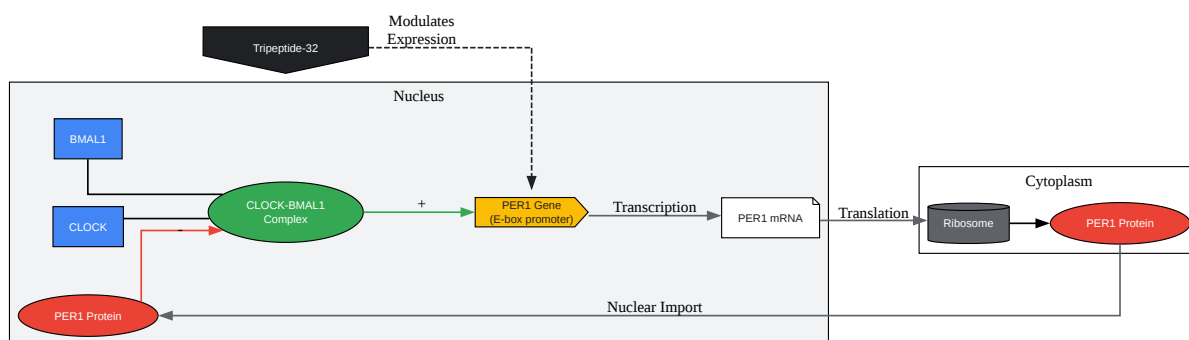 Modulates
Expression
Tripeptide-32
Nucleus
BMAL1
CLOCK-BMAL1
Complex
+
PER1 Gene
(E-box promoter)
Transcription
PER1 mRNA
Translation
Cytoplasm
Ribosome
PER1 Protein
CLOCK
-
PER1 Protein
Nuclear Import